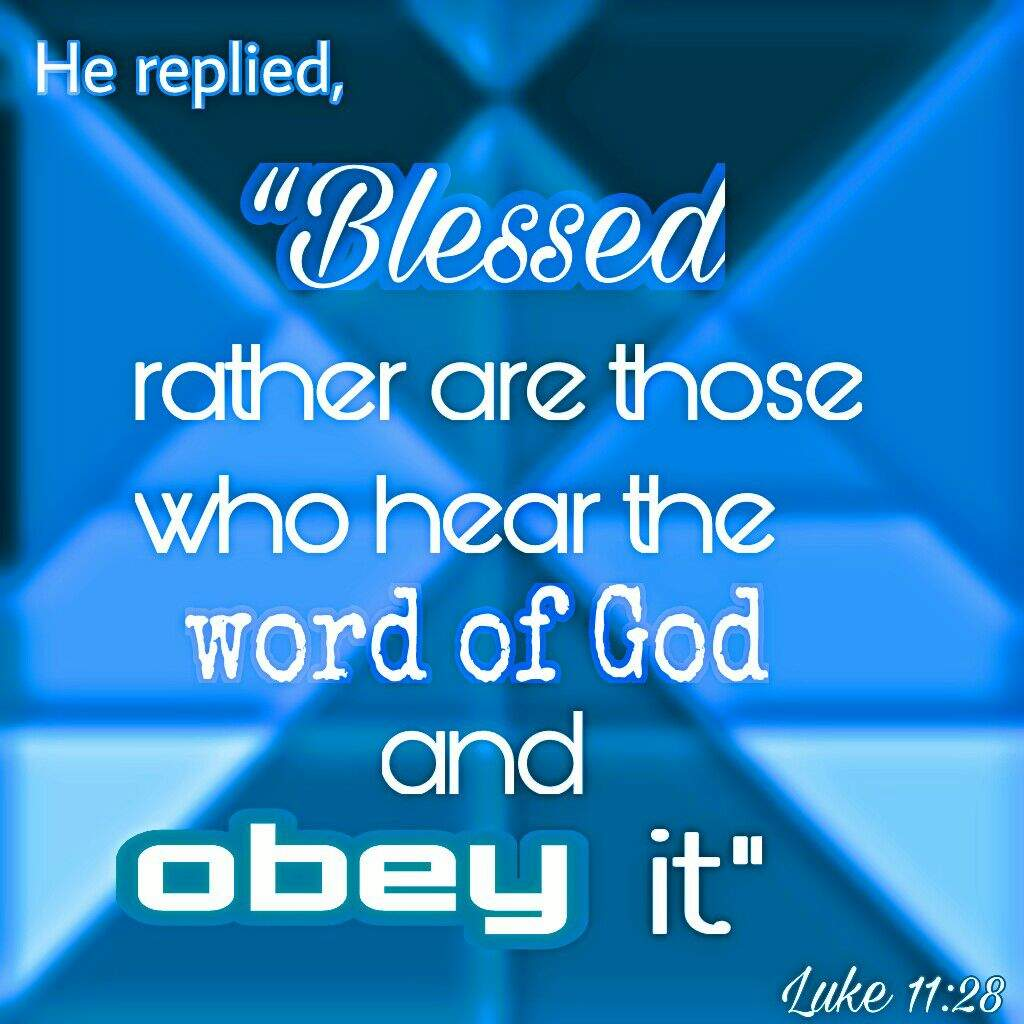 He replied,
"Blessed
rather are those
who hear the
word of God
and
obey it"
Luke 11:28